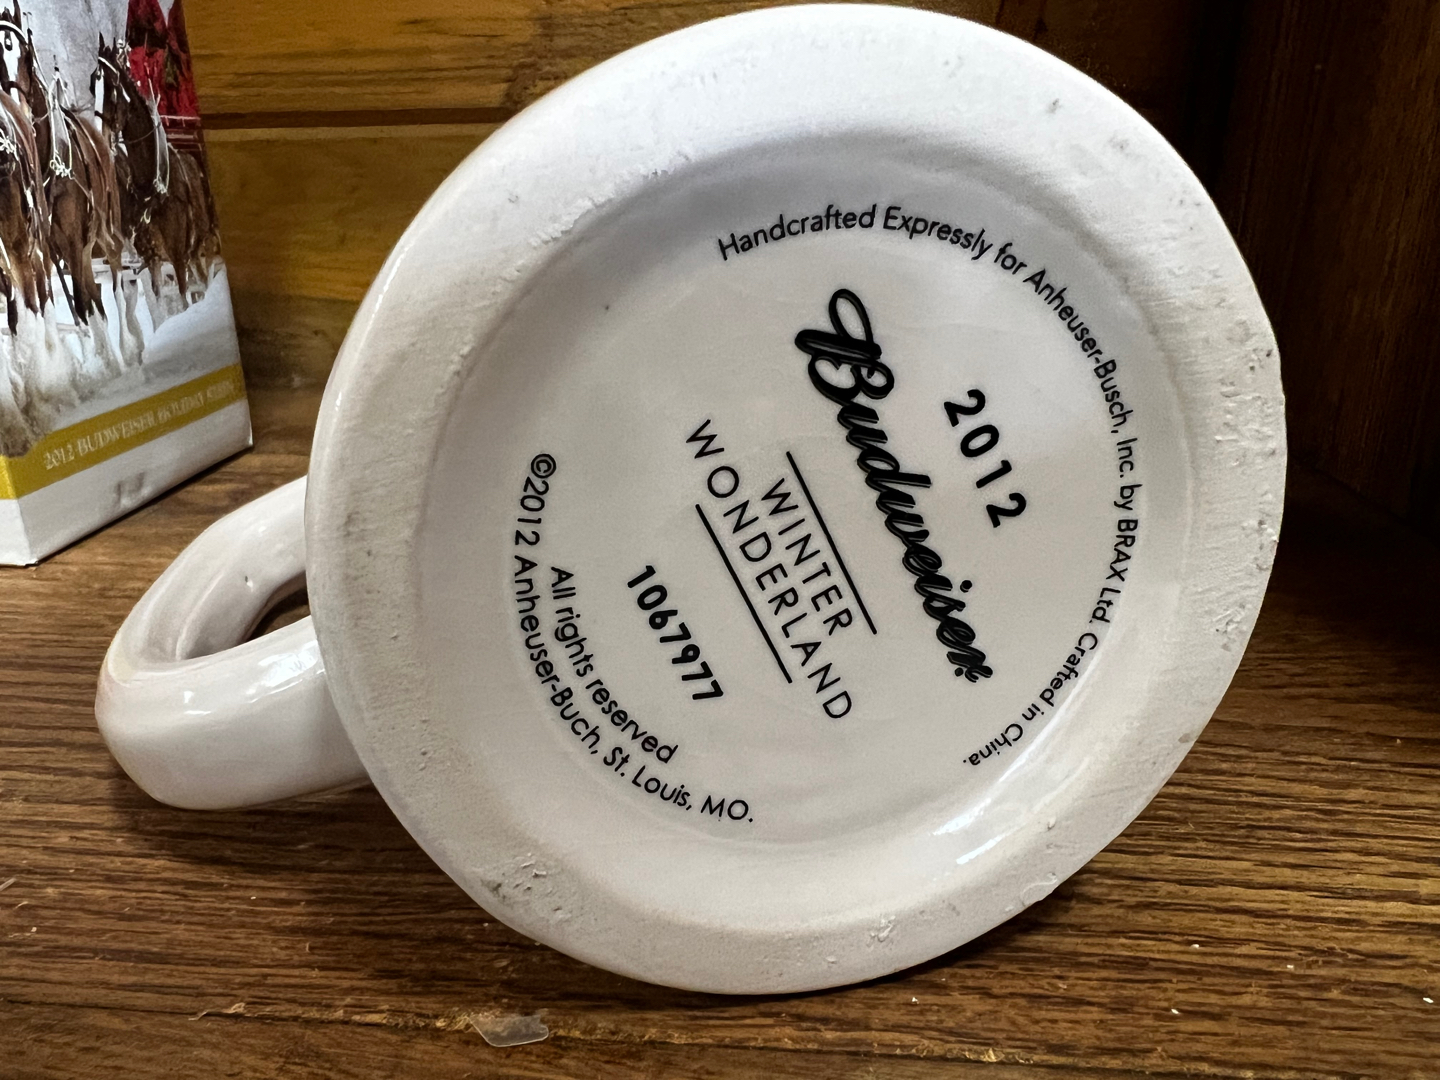 Handcrafted Expressly for Anheuser-Busch, Inc. by BRAX Ltd. Crafted in China.
2012
Budweiser
WINTER
WONDERLAND
1067977
All rights reserved
©2012 Anheuser-Buch, St. Louis, MO.
2012 BUDWEISER HOLIDAY STEIN